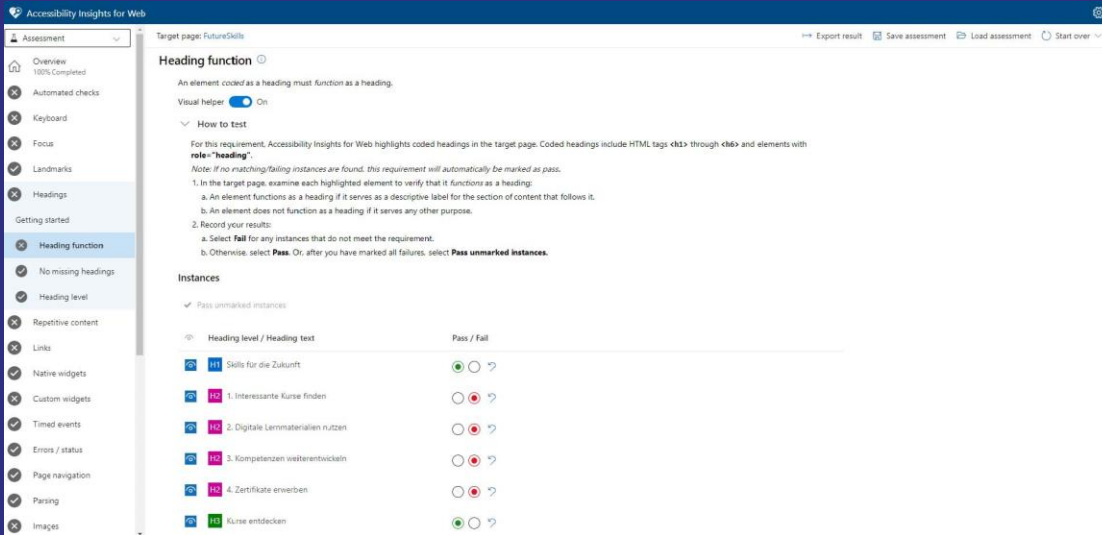 Accessibility Insights for Web
Assessment
Target page: FutureSkills
Export result
Save assessment
Load assessment
Start over
Overview
100% Completed
Automated checks
Keyboard
Focus
Landmarks
Headings
Getting started
Heading function
No missing headings
Heading level
Repetitive content
Links
Native widgets
Custom widgets
Timed events
Errors / status
Page navigation
Parsing
Images
Heading function
An element coded as a heading must function as a heading.
Visual helper On
How to test
For this requirement, Accessibility Insights for Web highlights coded headings in the target page. Coded headings include HTML tags <h1> through <h6> and elements with
role="heading".
Note: If no matching/failing instances are found, this requirement will automatically be marked as pass.
1. In the target page, examine each highlighted element to verify that it functions as a heading:
a. An element functions as a heading if it serves as a descriptive label for the section of content that follows it.
b. An element does not function as a heading if it serves any other purpose.
2. Record your results:
a. Select Fail for any instances that do not meet the requirement.
b. Otherwise, select Pass. Or, after you have marked all failures, select Pass unmarked instances.
Instances
Pass unmarked instances
Heading level / Heading text Pass / Fail
H1 Skills für die Zukunft
H2 1. Interessante Kurse finden
H2 2. Digitale Lernmaterialien nutzen
H2 3. Kompetenzen weiterentwickeln
H2 4. Zertifikate erwerben
H3 Kurse entdecken